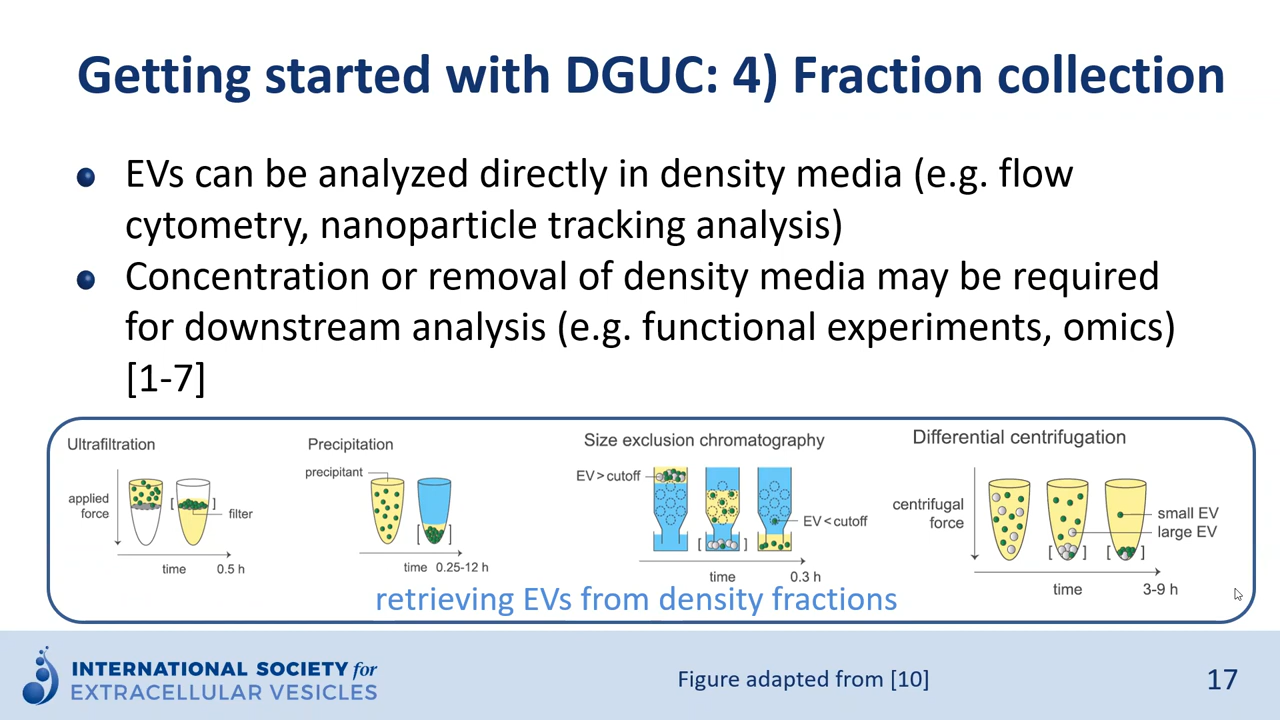 Getting started with DGUC: 4) Fraction collection
EVs can be analyzed directly in density media (e.g. flow
cytometry, nanoparticle tracking analysis)
Concentration or removal of density media may be required
for downstream analysis (e.g. functional experiments, omics)
[1-7]
Ultrafiltration
applied
force
[ ]
filter
time
0.5 h
Precipitation
precipitant
[ ]
time
0.25-12 h
Size exclusion chromatography
EV>cutoff
EV<cutoff
[ ]
time
0.3 h
Differential centrifugation
centrifugal
force
small EV
large EV
[ ] [ ]
time
3-9 h
retrieving EVs from density fractions
INTERNATIONAL SOCIETY for
EXTRACELLULAR VESICLES
Figure adapted from [10]
17